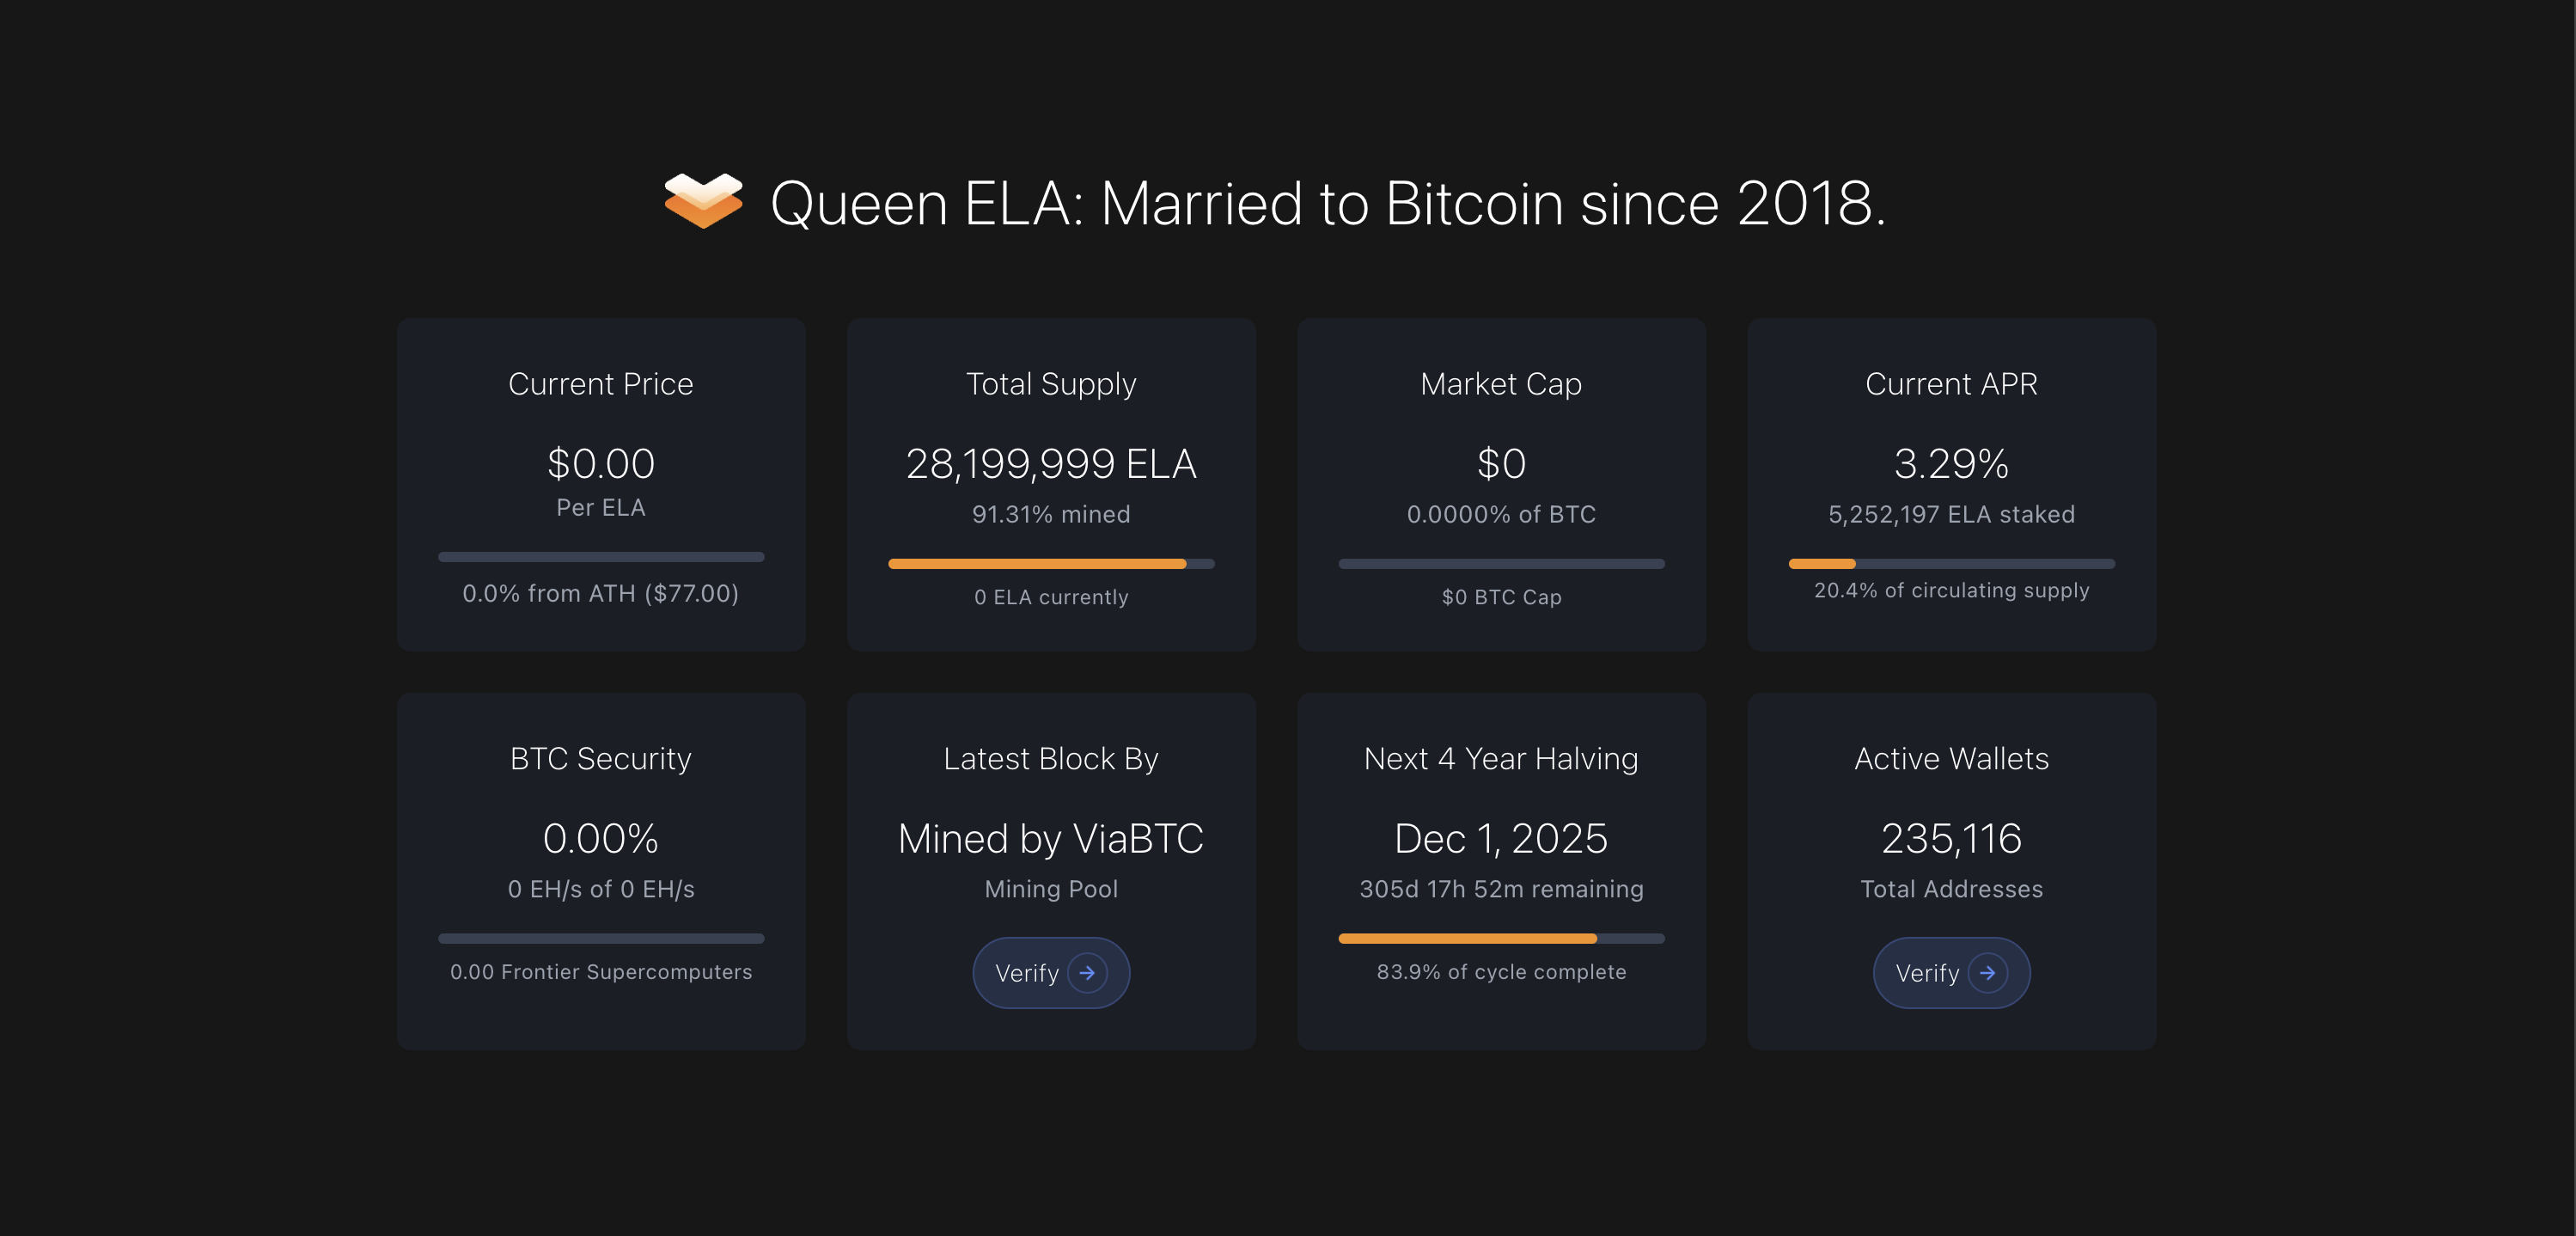 Queen ELA: Married to Bitcoin since 2018.
Current Price
$0.00
Per ELA
0.0% from ATH ($77.00)
Total Supply
28,199,999 ELA
91.31% mined
0 ELA currently
Market Cap
$0
0.0000% of BTC
$0 BTC Cap
Current APR
3.29%
5,252,197 ELA staked
20.4% of circulating supply
BTC Security
0.00%
0 EH/s of 0 EH/s
0.00 Frontier Supercomputers
Latest Block By
Mined by ViaBTC
Mining Pool
Verify
Next 4 Year Halving
Dec 1, 2025
305d 17h 52m remaining
83.9% of cycle complete
Active Wallets
235,116
Total Addresses
Verify